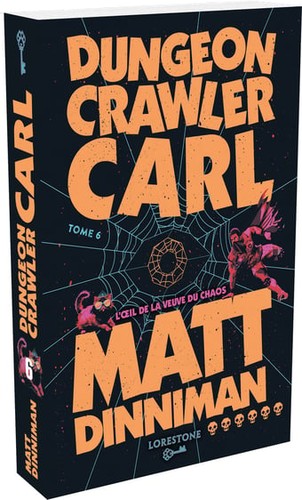 DUNGEON
CRAWLER
CARL
TOME 6
L'ŒIL DE LA VEUVE DU CHAOS
MATT
DINNIMAN
LORESTONE
DUNGEON
CRAWLER CARL
6
MATT
DINNIMAN